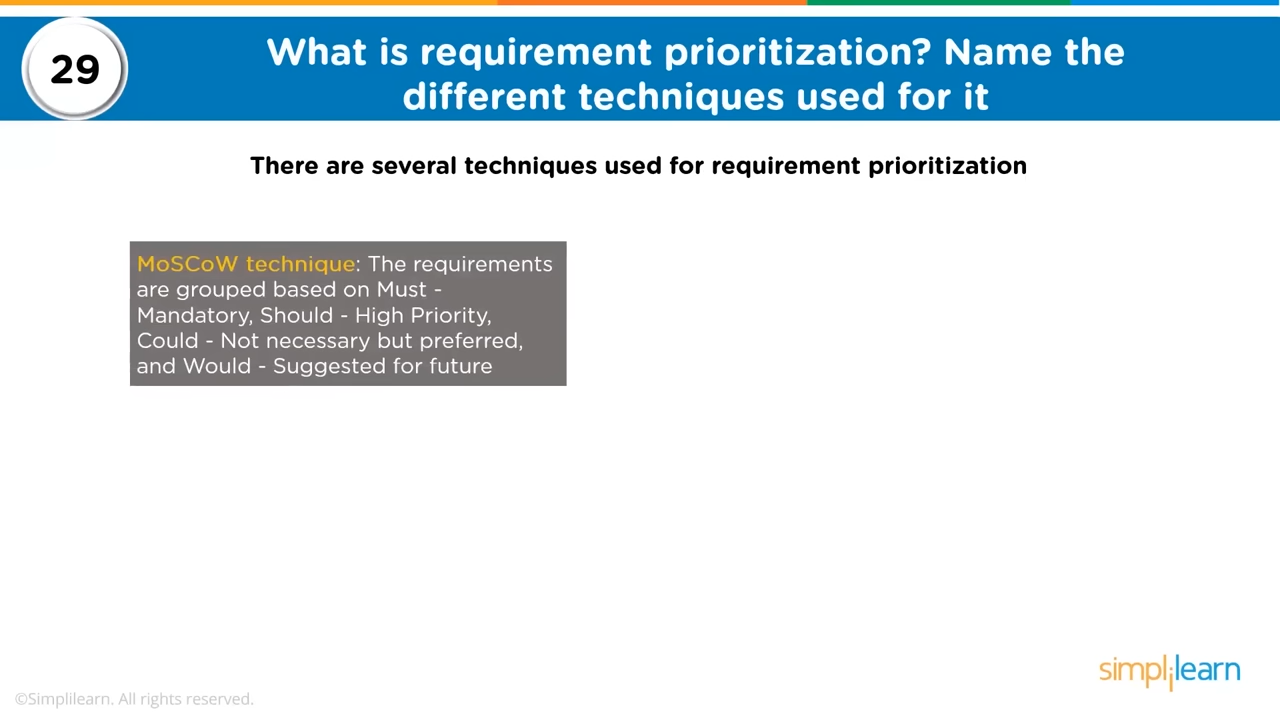 29
What is requirement prioritization? Name the
different techniques used for it
There are several techniques used for requirement prioritization
MoSCoW technique: The requirements
are grouped based on Must -
Mandatory, Should - High Priority,
Could - Not necessary but preferred,
and Would - Suggested for future
simplilearn
©Simplilearn. All rights reserved.